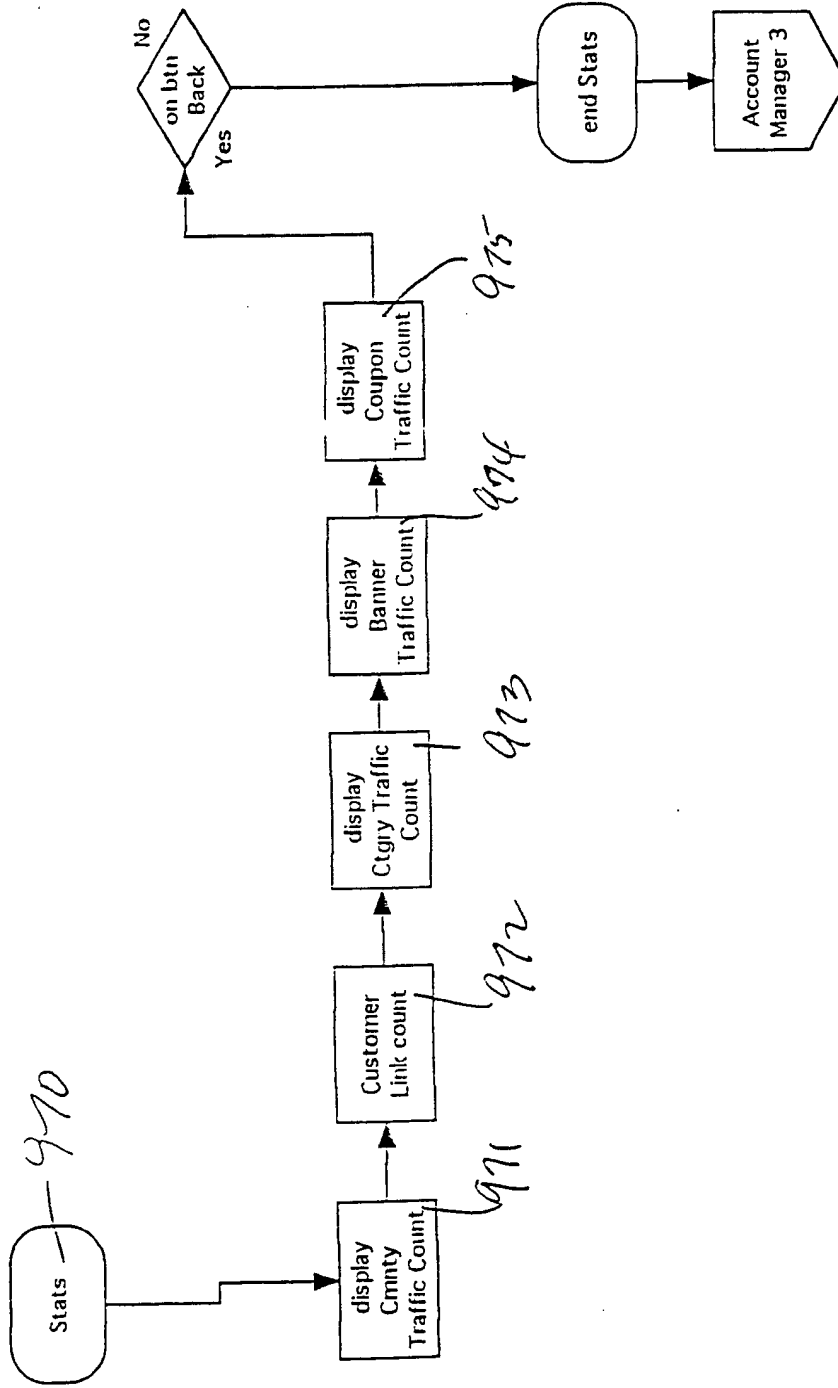 Stats
970
display
Cmnty
Traffic Count
971
Customer
Link count
972
display
Ctgry Traffic
Count
973
display
Banner
Traffic County
974
display
Coupon
Traffic Count
975
on btn
Back
No
Yes
end Stats
Account
Manager 3